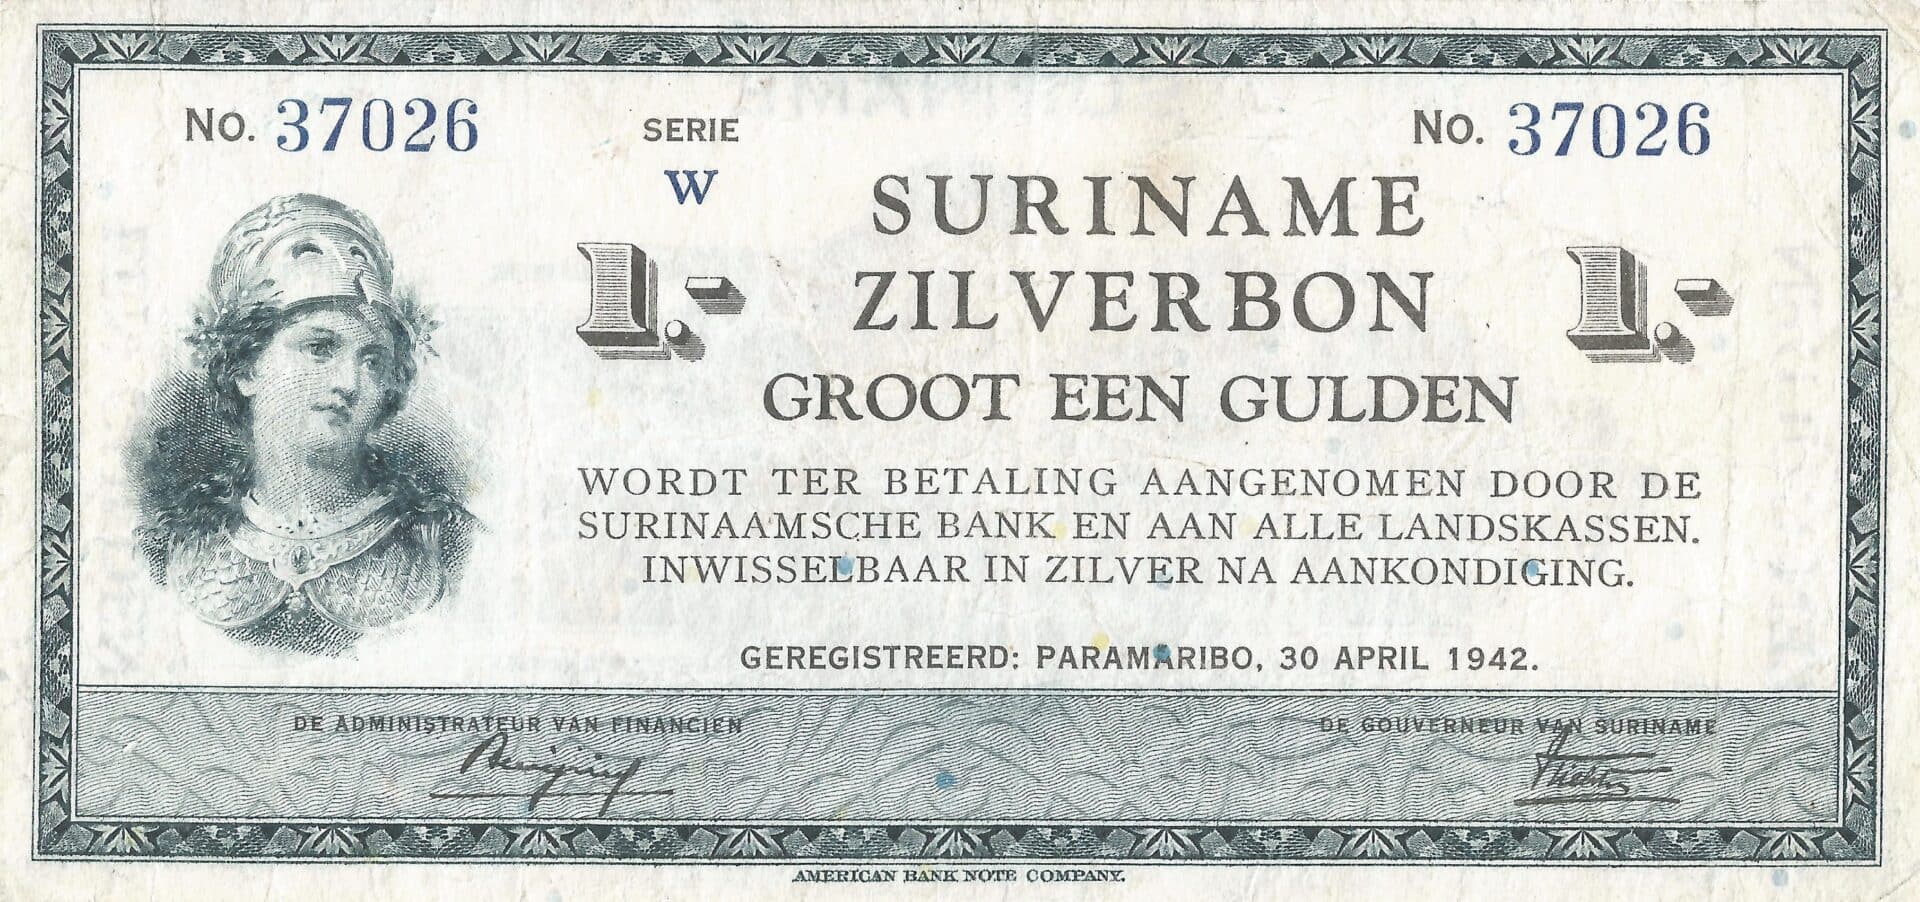 No. 37026 SERIE No. 37026
W
SURINAME
1.- ZILVERBON 1.-
GROOT EEN GULDEN
WORDT TER BETALING AANGENOMEN DOOR DE
SURINAAMSCHE BANK EN AAN ALLE LANDSKASSEN.
INWISSELBAAR IN ZILVER NA AANKONDIGING.
GEREGISTREERD: PARAMARIBO, 30 APRIL 1942.
DE ADMINISTRATEUR VAN FINANCIEN DE GOUVERNEUR VAN SURINAME
AMERICAN BANK NOTE COMPANY.